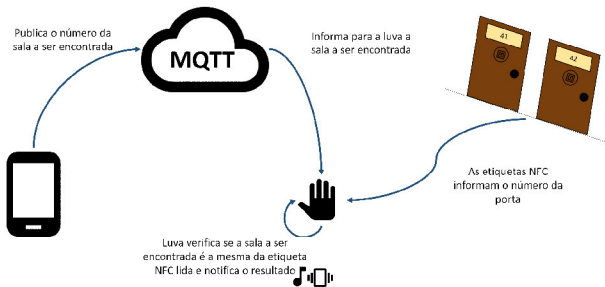 Publica o número da
sala a ser encontrada
MQTT
Informa para a luva a
sala a ser encontrada
41
42
As etiquetas NFC
informam o número da
porta
Luva verifica se a sala a ser
encontrada é a mesma da etiqueta
NFC lida e notifica o resultado